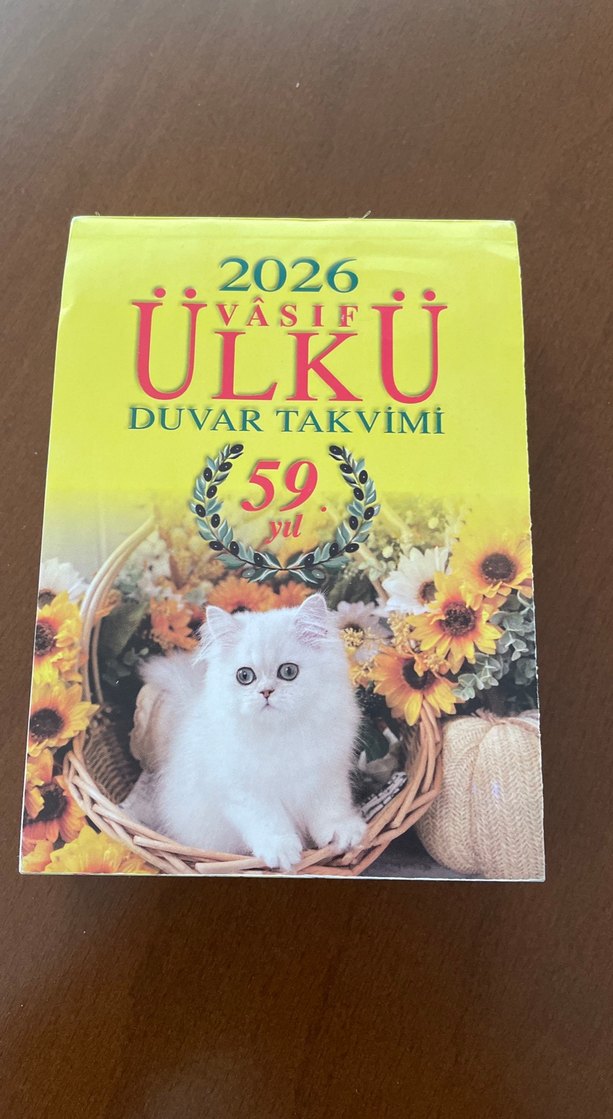 2026
VÂSIF
ÜLKÜ
DUVAR TAKVİMİ
59.
yıl